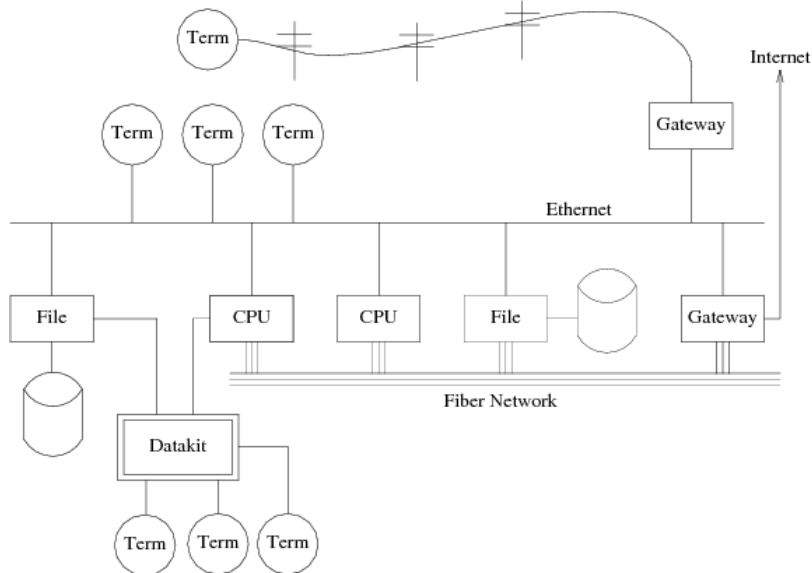 Term
Internet
Term Term Term
Gateway
Ethernet
File CPU CPU File Gateway
Fiber Network
Datakit
Term Term Term